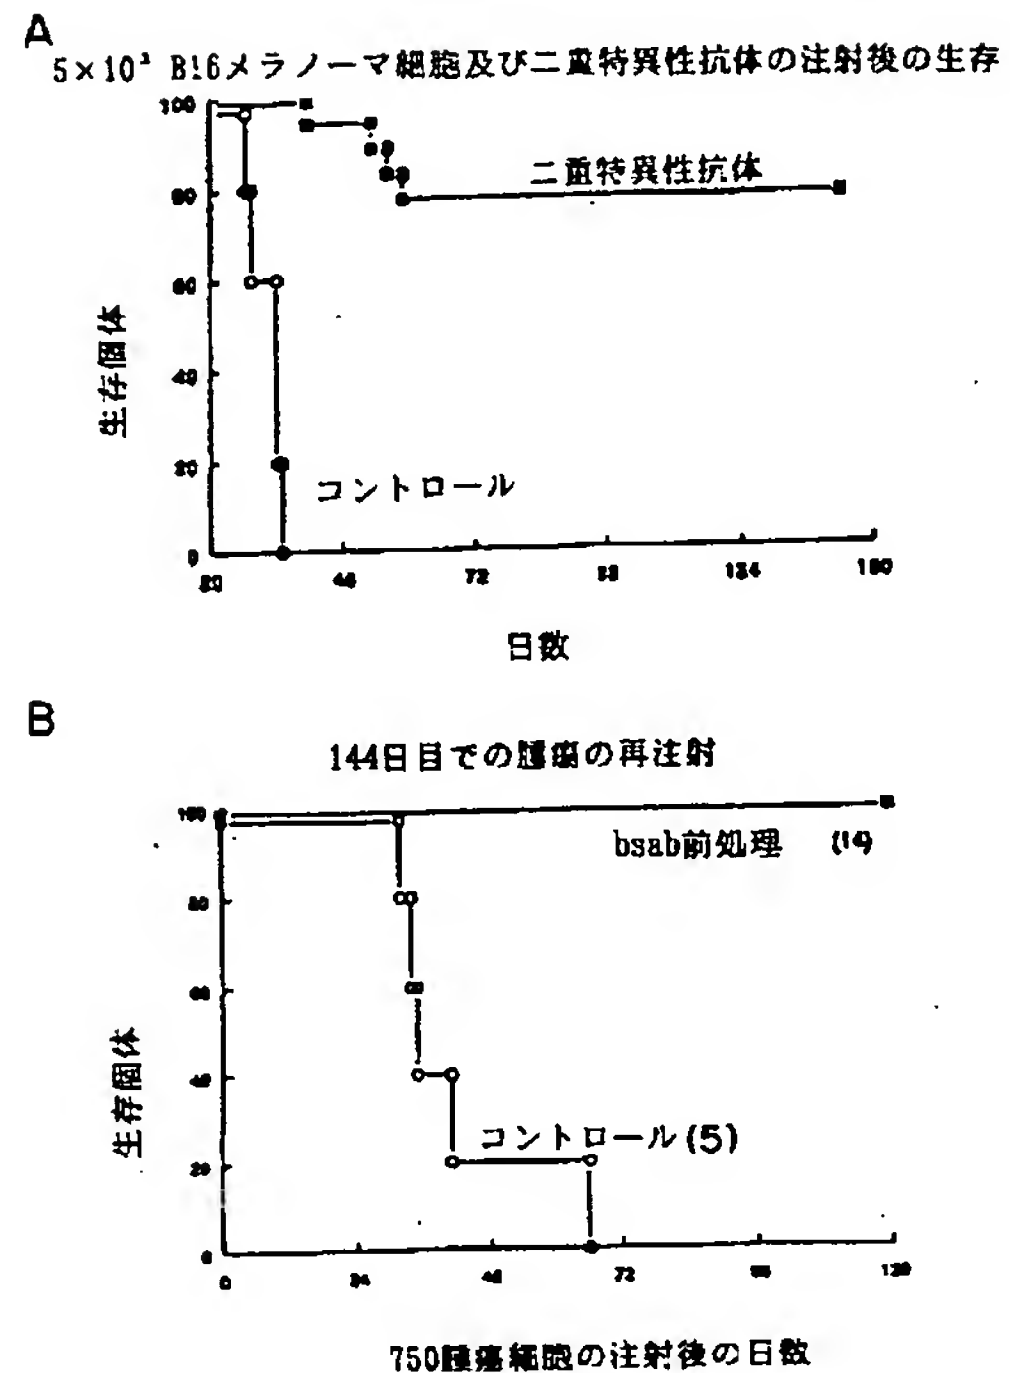 A
5×10³ B16メラノーマ細胞及び二重特異性抗体の注射後の生存
100
80
60
40
20
0
生存個体
二重特異性抗体
コントロール
72
日数
B
144日目での腫瘍の再注射
100
80
60
40
20
0
生存個体
bsab前処理 (14)
コントロール(5)
0
24
48
72
96
120
750腫瘍細胞の注射後の日数